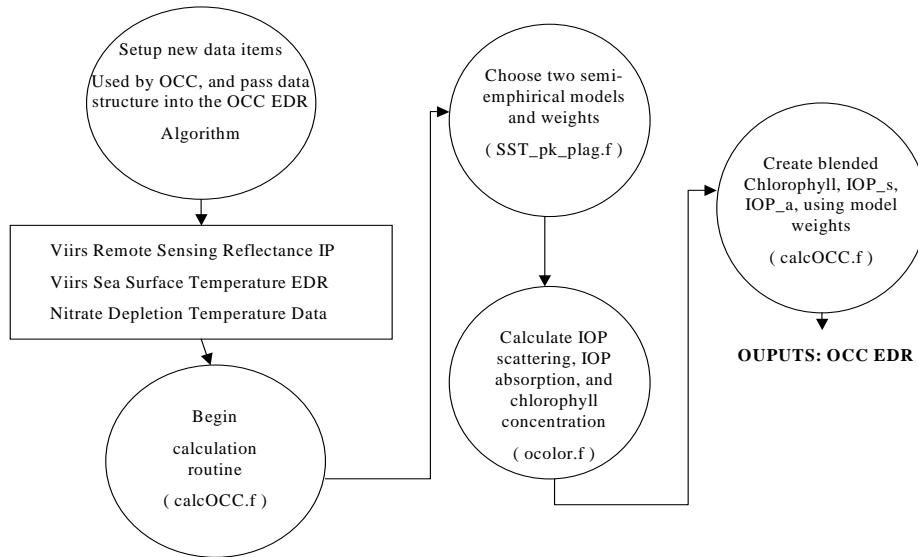 Setup new data items
Used by OCC, and pass data
structure into the OCC EDR
Algorithm
Viirs Remote Sensing Reflectance IP
Viirs Sea Surface Temperature EDR
Nitrate Depletion Temperature Data
Begin
calculation
routine
( calcOCC.f )
Choose two semi-
emphirical models
and weights
( SST_pk_plag.f )
Calculate IOP
scattering, IOP
absorption, and
chlorophyll
concentration
( ocolor.f )
Create blended
Chlorophyll, IOP_s,
IOP_a, using model
weights
( calcOCC.f )
OUPUTS: OCC EDR